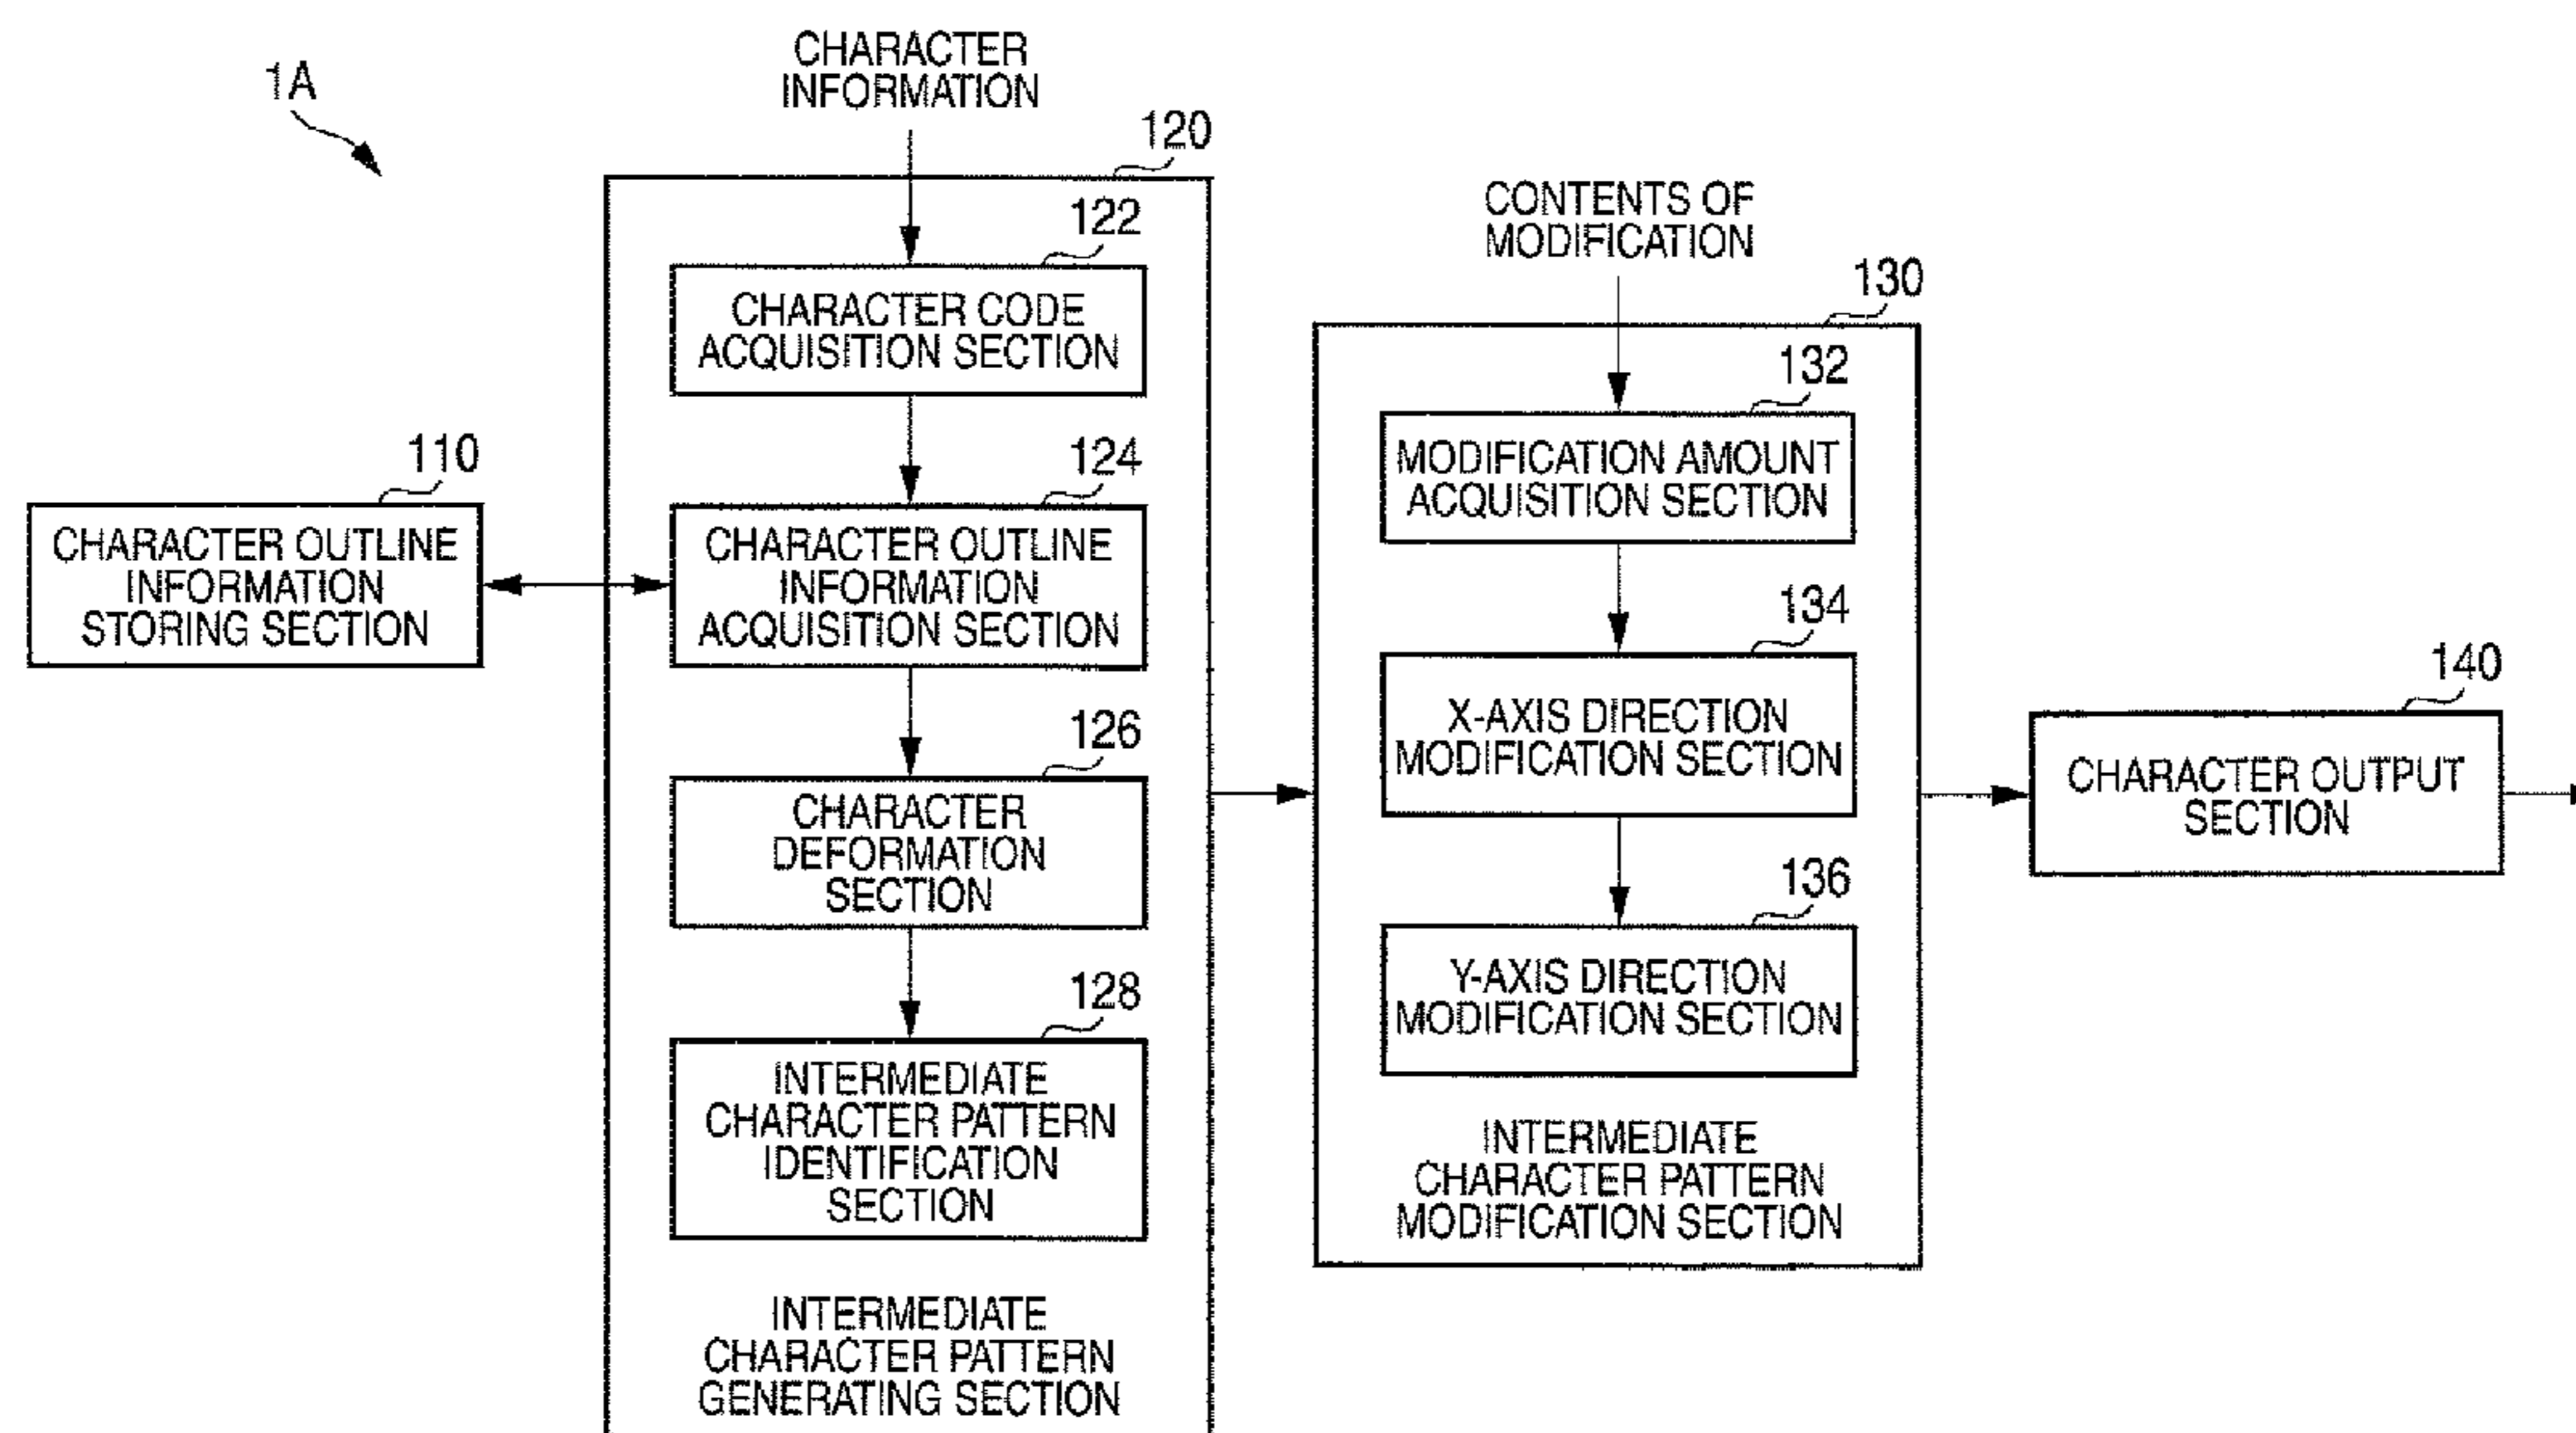 1A
CHARACTER
INFORMATION
120
122
CHARACTER CODE
ACQUISITION SECTION
110
CHARACTER OUTLINE
INFORMATION
STORING SECTION
124
CHARACTER OUTLINE
INFORMATION
ACQUISITION SECTION
126
CHARACTER
DEFORMATION
SECTION
128
INTERMEDIATE
CHARACTER PATTERN
IDENTIFICATION
SECTION
INTERMEDIATE
CHARACTER PATTERN
GENERATING SECTION
CONTENTS OF
MODIFICATION
130
132
MODIFICATION AMOUNT
ACQUISITION SECTION
134
X-AXIS DIRECTION
MODIFICATION SECTION
136
Y-AXIS DIRECTION
MODIFICATION SECTION
INTERMEDIATE
CHARACTER PATTERN
MODIFICATION SECTION
140
CHARACTER OUTPUT
SECTION